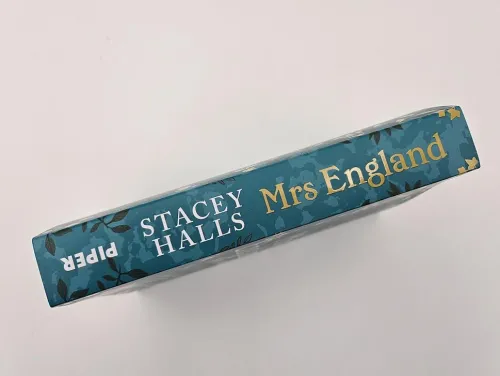 PIPER
STACEY
HALLS
Mrs England